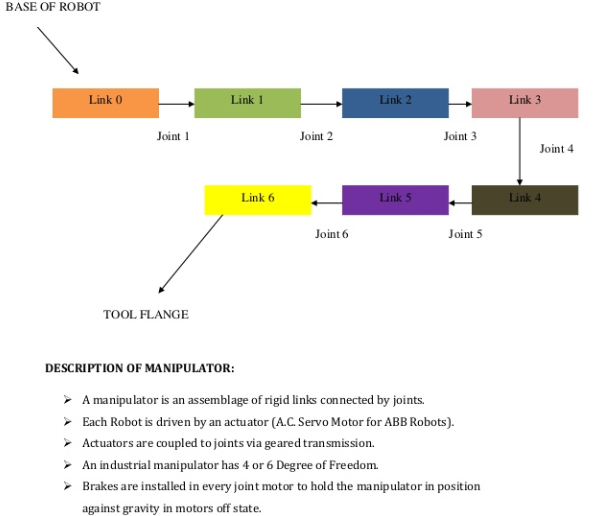 BASE OF ROBOT
Link 0
Link 1
Link 2
Link 3
Joint 1
Joint 2
Joint 3
Joint 4
Link 6
Link 5
Link 4
Joint 6
Joint 5
TOOL FLANGE
DESCRIPTION OF MANIPULATOR:
➢ A manipulator is an assemblage of rigid links connected by joints.
➢ Each Robot is driven by an actuator (A.C. Servo Motor for ABB Robots).
➢ Actuators are coupled to joints via geared transmission.
➢ An industrial manipulator has 4 or 6 Degree of Freedom.
➢ Brakes are installed in every joint motor to hold the manipulator in position
against gravity in motors off state.